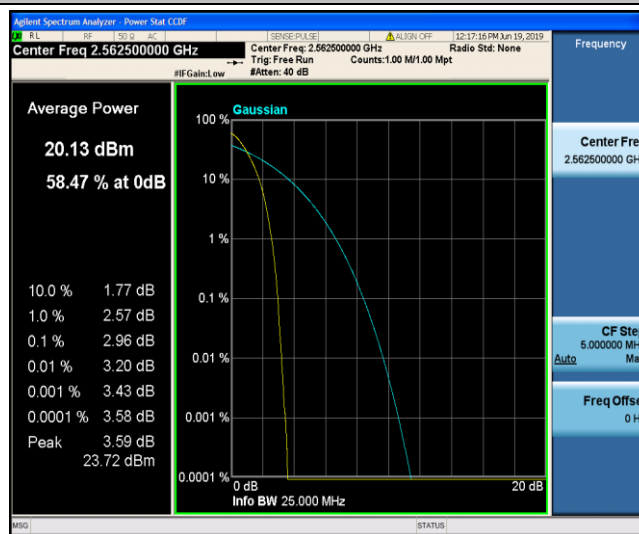 Agilent Spectrum Analyzer - Power Stat CCDF
RL RF 50 Ω AC SENSE:PULSE ALIGN OFF 12:17:16 PM Jun 19, 2019
Center Freq 2.562500000 GHz
Center Freq: 2.562500000 GHz Radio Std: None
Trig: Free Run Counts:1.00 M/1.00 Mpt
#IFGain:Low #Atten: 40 dB
Frequency
Average Power
20.13 dBm
58.47 % at 0dB
10.0 % 1.77 dB
1.0 % 2.57 dB
0.1 % 2.96 dB
0.01 % 3.20 dB
0.001 % 3.43 dB
0.0001 % 3.58 dB
Peak 3.59 dB
23.72 dBm
Gaussian
100 %
10 %
1 %
0.1 %
0.01 %
0.001 %
0.0001 %
0 dB 20 dB
Info BW 25.000 MHz
Center Fre
2.562500000 GH
CF Ste
5.000000 MH
Auto Ma
Freq Offse
0 H
MSG STATUS